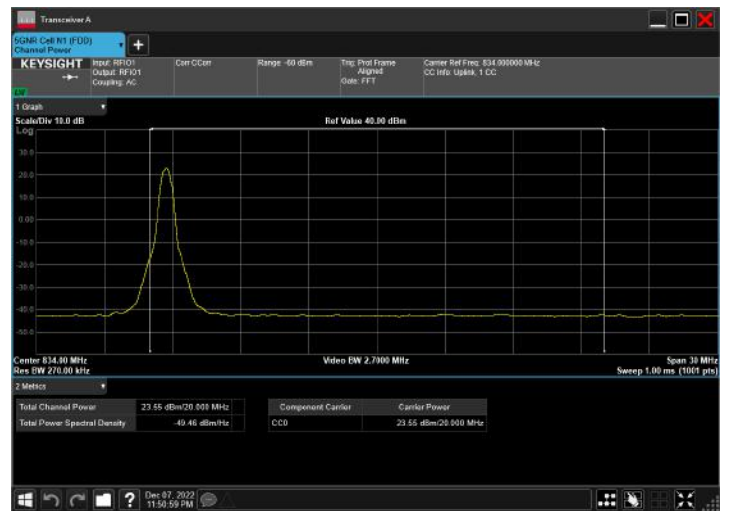 Transceiver A
5GNR Cell N1 (FDD)
Channel Power
KEYSIGHT
Input: RFIO1
Output: RFIO1
Coupling: AC
Corr CCorr
Range -60 dBm
Trig: Prot Frame
Aligned
Gate: FFT
Carrier Ref Freq: 834.000000 MHz
CC Info: Uplink, 1 CC
1 Graph
Scale/Div 10.0 dB
Ref Value 40.00 dBm
Log
30.0
20.0
10.0
0.00
-10.0
-20.0
-30.0
-40.0
-50.0
Center 834.00 MHz
Video BW 2.7000 MHz
Span 30 MHz
Res BW 270.00 kHz
Sweep 1.00 ms (1001 pts)
2 Metrics
Total Channel Power 23.55 dBm/20.000 MHz
Total Power Spectral Density -49.46 dBm/Hz
Component Carrier Carrier Power
CC0 23.55 dBm/20.000 MHz
?
Dec 07, 2022
11:50:59 PM